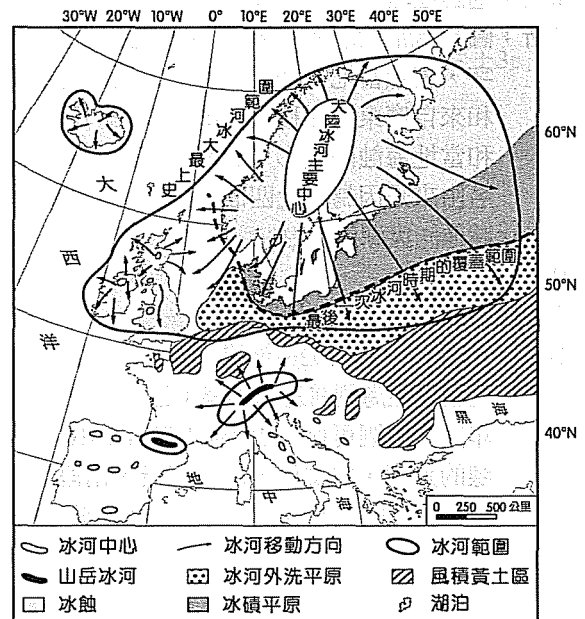 30°W 20°W 10°W 0° 10°E 20°E 30°E 40°E 50°E
60°N
50°N
40°N
史上最大冰河範圍
大陸冰河主要中心
最後一次冰河時期的覆蓋範圍
大西洋
地中海
黑海
0 250 500公里
冰河中心
冰河移動方向
冰河範圍
山岳冰河
冰河外洗平原
風積黃土區
冰蝕
冰磧平原
湖泊